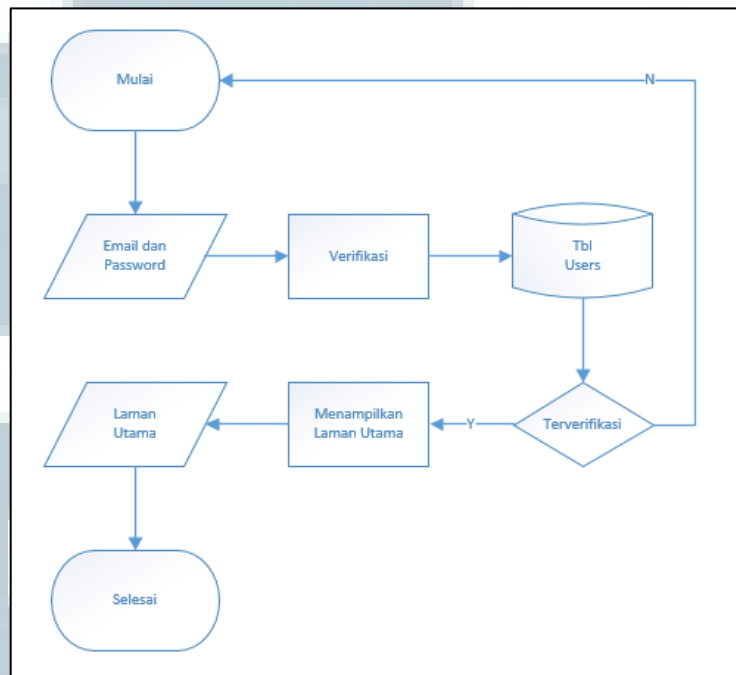 Mulai
N
Email dan
Password
Verifikasi
Tbl
Users
Laman
Utama
Menampilkan
Laman Utama
Y
Terverifikasi
Selesai